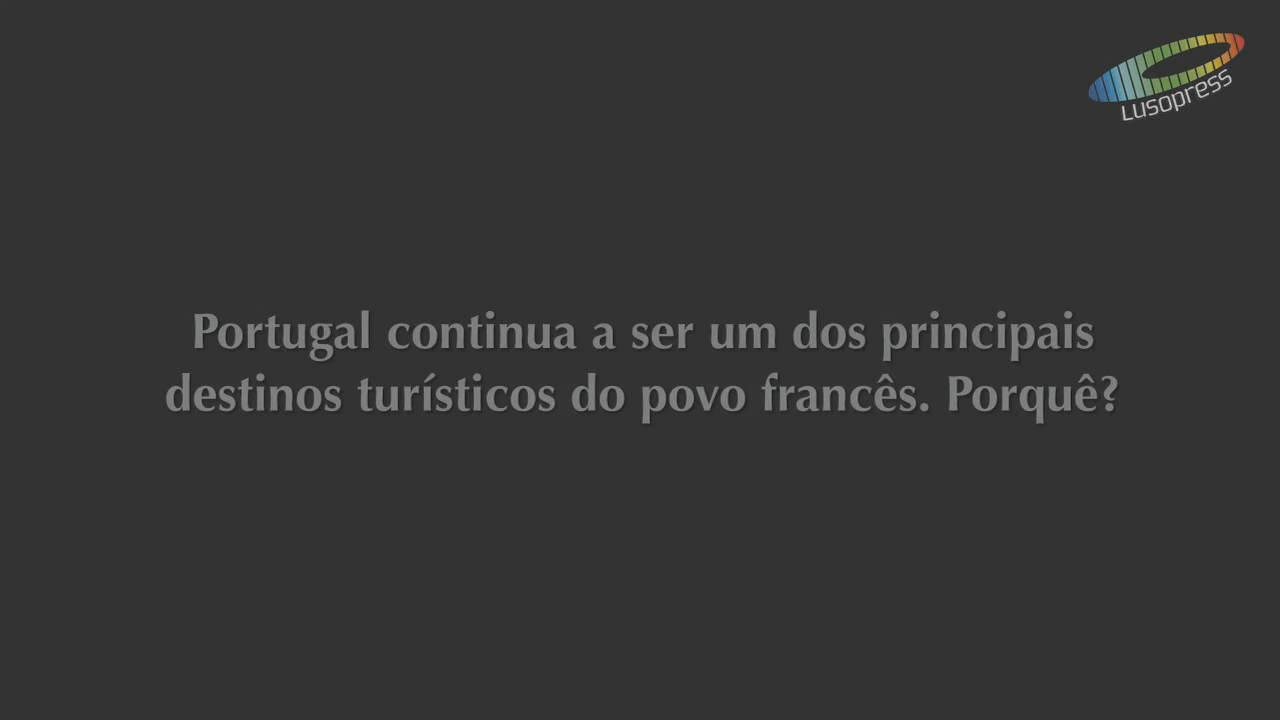 Lusopress
Portugal continua a ser um dos principais
destinos turísticos do povo francês. Porquê?